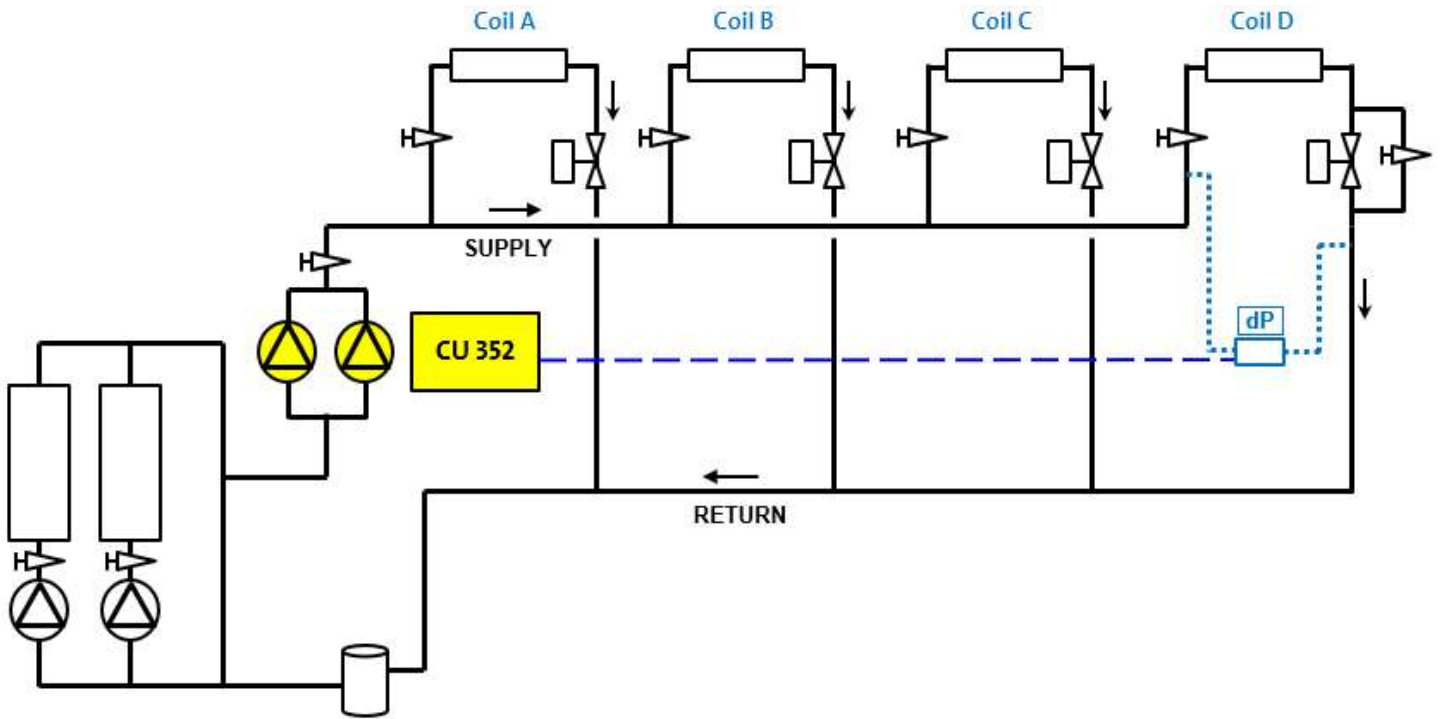 Coil A
Coil B
Coil C
Coil D
SUPPLY
dP
CU 352
RETURN